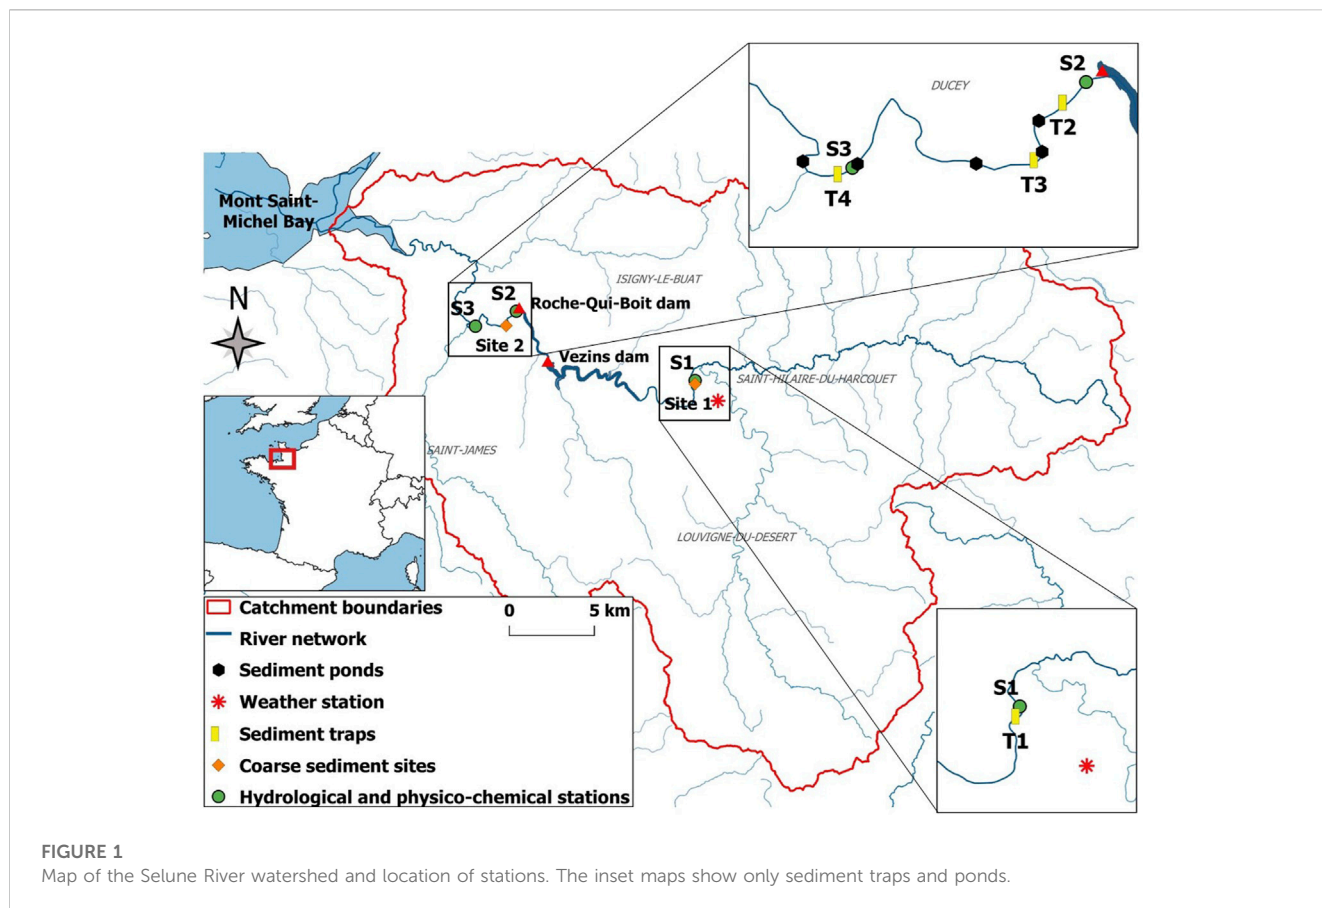 S2
DUCEY
T2
S3
T3
T4
Mont Saint-
Michel Bay
ISIGNY-LE-BUAT
N
S2
Roche-Qui-Boit dam
S3
Site 2
Vezins dam
S1
SAINT-HILAIRE-DU-HARCOUET
Site 1
SAINT-JAMES
LOUVIGNE-DU-DESERT
Catchment boundaries
0 5 km
River network
Sediment ponds
Weather station
Sediment traps
Coarse sediment sites
Hydrological and physico-chemical stations
S1
T1
FIGURE 1
Map of the Selune River watershed and location of stations. The inset maps show only sediment traps and ponds.